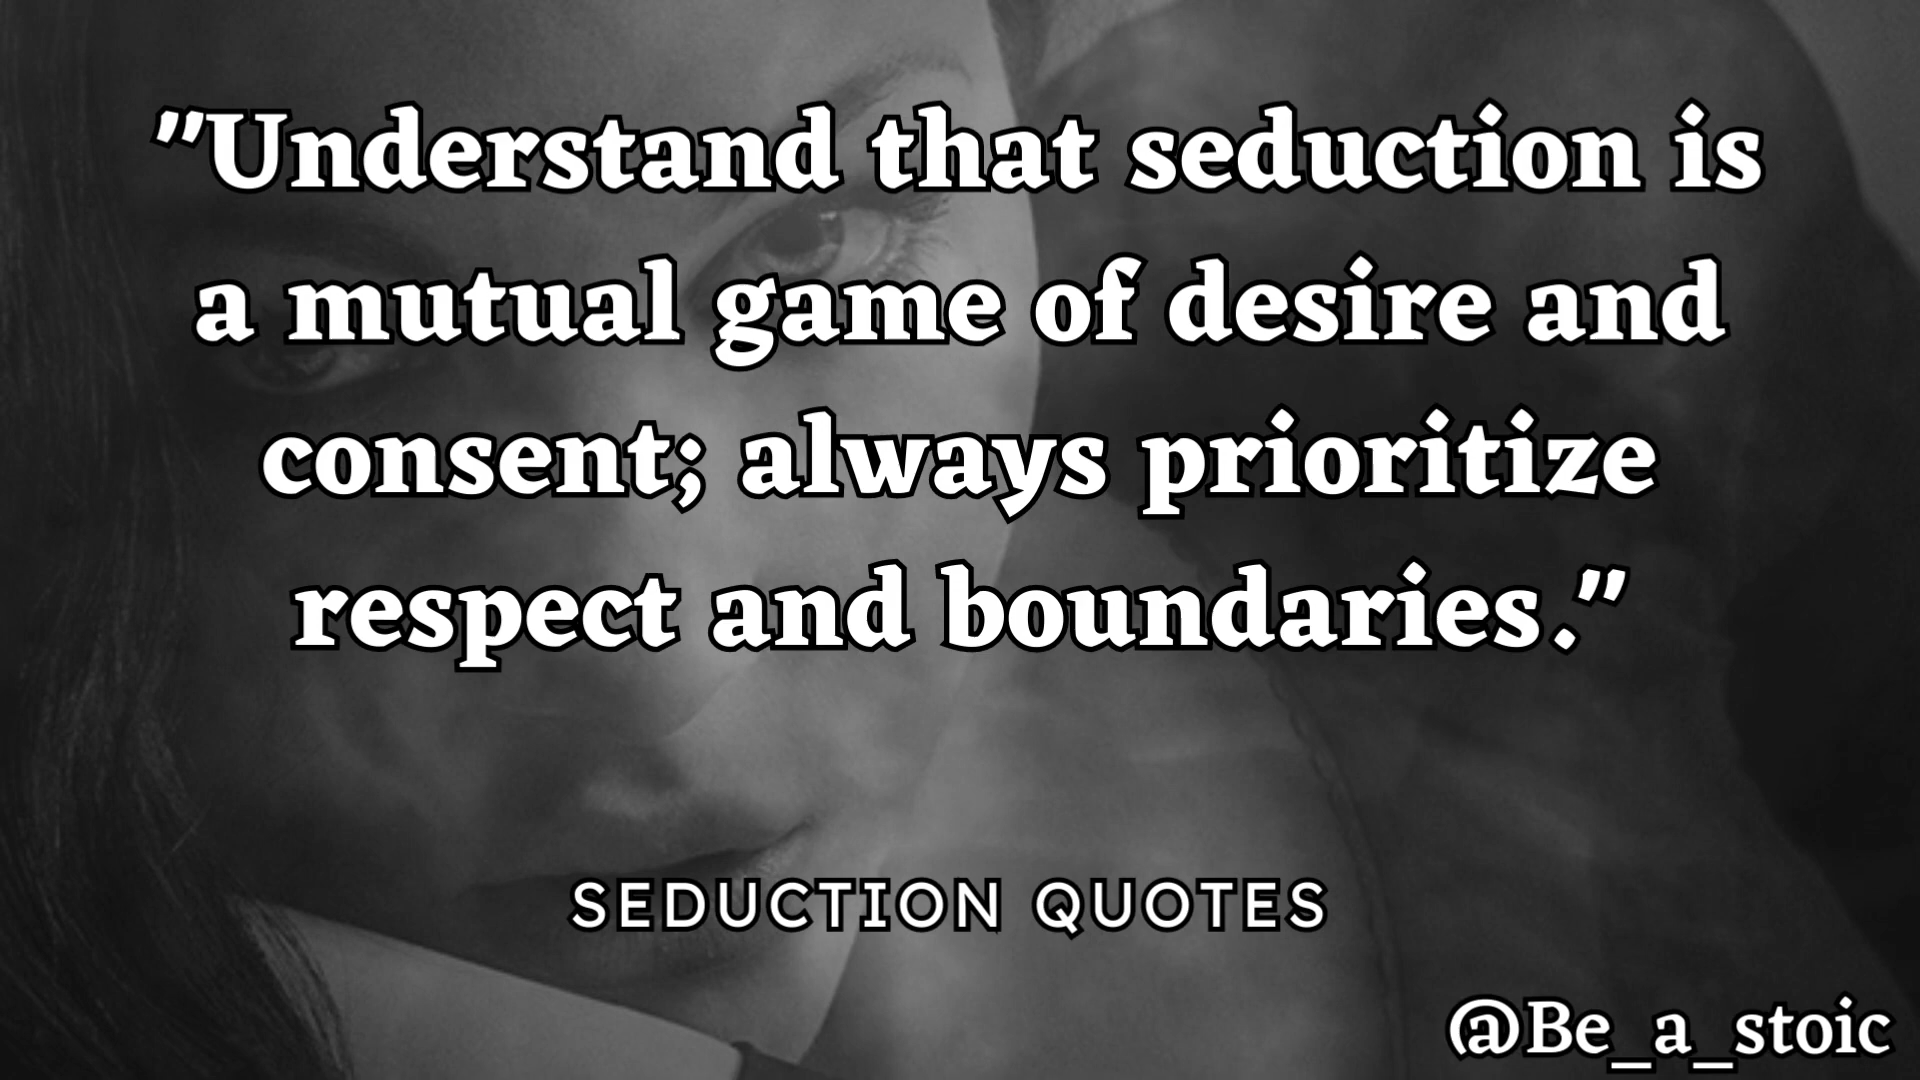 "Understand that seduction is
a mutual game of desire and
consent; always prioritize
respect and boundaries."
SEDUCTION QUOTES
@Be_a_stoic